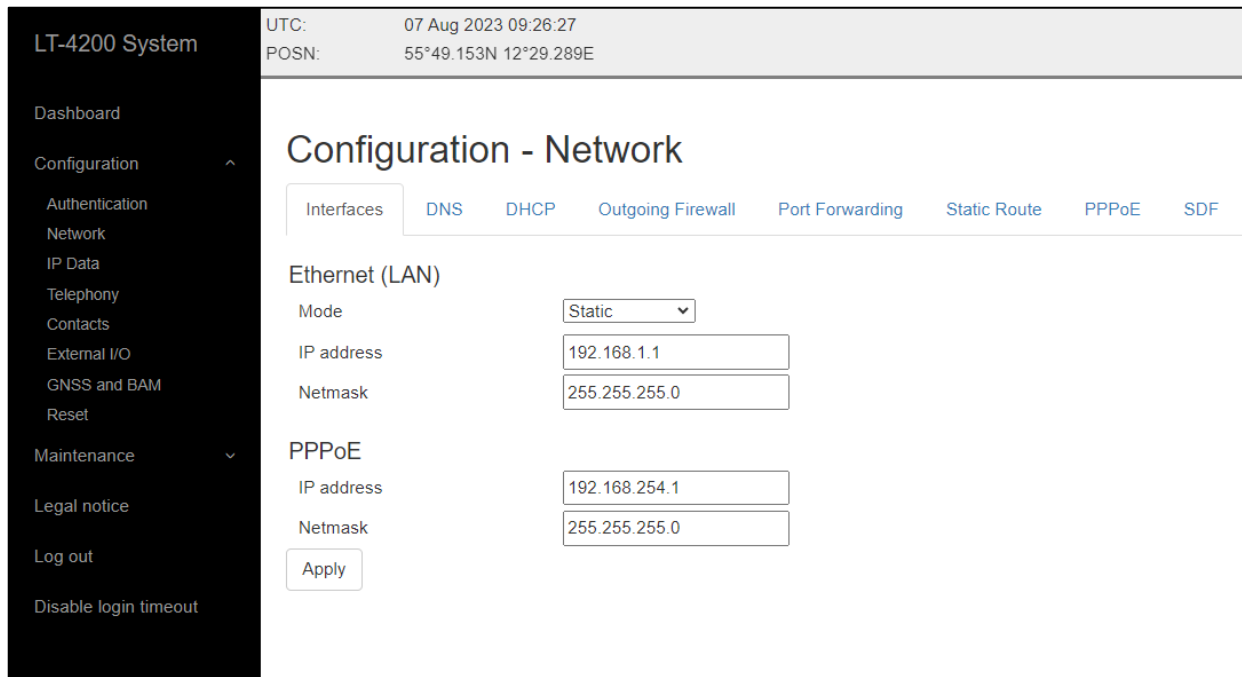 LT-4200 System
UTC: 07 Aug 2023 09:26:27
POSN: 55°49.153N 12°29.289E
Dashboard
Configuration
Authentication
Network
IP Data
Telephony
Contacts
External I/O
GNSS and BAM
Reset
Maintenance
Legal notice
Log out
Disable login timeout
Configuration - Network
Interfaces DNS DHCP Outgoing Firewall Port Forwarding Static Route PPPoE SDF
Ethernet (LAN)
Mode Static
IP address 192.168.1.1
Netmask 255.255.255.0
PPPoE
IP address 192.168.254.1
Netmask 255.255.255.0
Apply